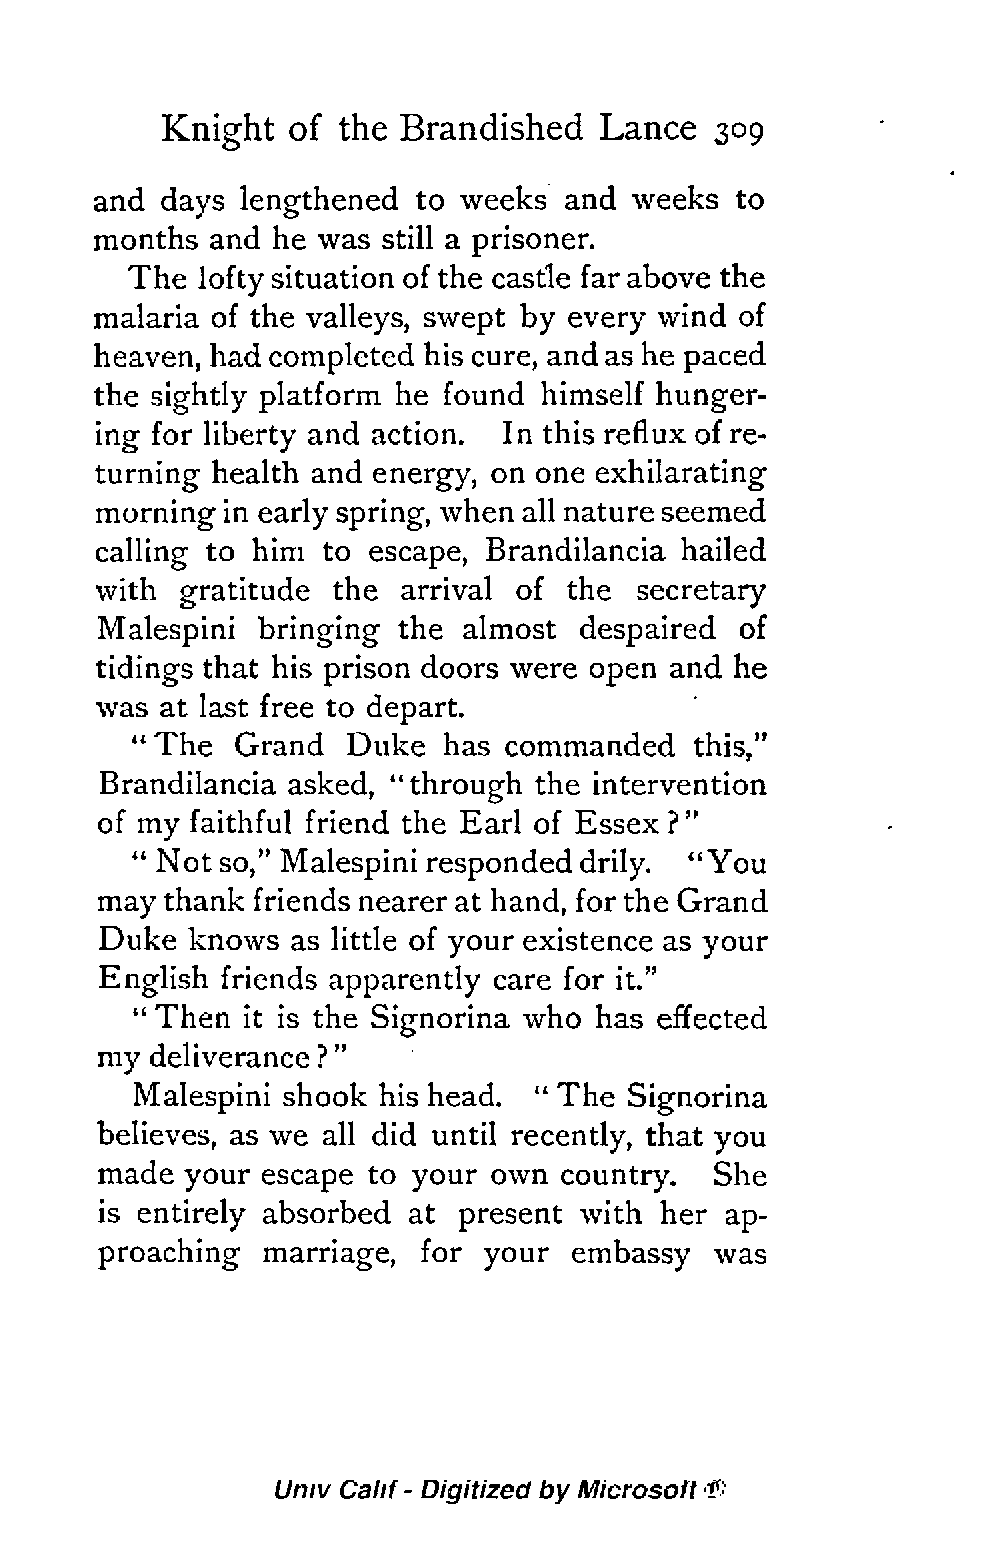 Knight of the Brandished Lance 309
and days lengthened to weeks and weeks to
months and he was still a prisoner.
The lofty situation of the castle far above the
malaria of the valleys, swept by every wind of
heaven, had completed his cure, and as he paced
the sightly platform he found himself hunger-
ing for liberty and action. In this reflux of re-
turning health and energy, on one exhilarating
morning in early spring, when all nature seemed
calling to him to escape, Brandilancia hailed
with gratitude the arrival of the secretary
Malespini bringing the almost despaired of
tidings that his prison doors were open and he
was at last free to depart.
"The Grand Duke has commanded this,"
Brandilancia asked, "through the intervention
of my faithful friend the Earl of Essex?"
"Not so," Malespini responded drily. "You
may thank friends nearer at hand, for the Grand
Duke knows as little of your existence as your
English friends apparently care for it."
"Then it is the Signorina who has effected
my deliverance?"
Malespini shook his head. "The Signorina
believes, as we all did until recently, that you
made your escape to your own country. She
is entirely absorbed at present with her ap-
proaching marriage, for your embassy was
Univ Calif - Digitized by Microsoft ®